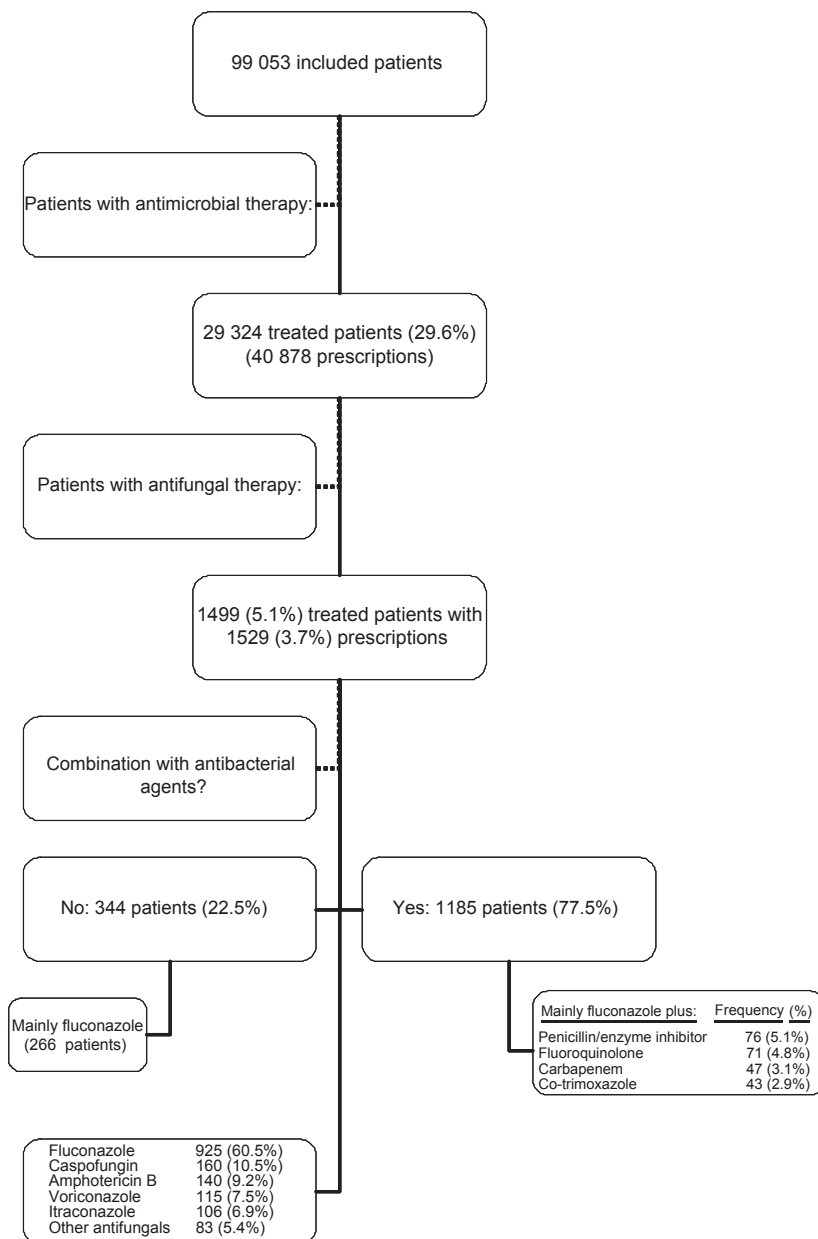 99 053 included patients
Patients with antimicrobial therapy:
29 324 treated patients (29.6%)
(40 878 prescriptions)
Patients with antifungal therapy:
1499 (5.1%) treated patients with
1529 (3.7%) prescriptions
Combination with antibacterial
agents?
No: 344 patients (22.5%)
Yes: 1185 patients (77.5%)
Mainly fluconazole
(266 patients)
Mainly fluconazole plus: Frequency (%)
Penicillin/enzyme inhibitor 76 (5.1%)
Fluoroquinolone 71 (4.8%)
Carbapenem 47 (3.1%)
Co-trimoxazole 43 (2.9%)
Fluconazole 925 (60.5%)
Caspofungin 160 (10.5%)
Amphotericin B 140 (9.2%)
Voriconazole 115 (7.5%)
Itraconazole 106 (6.9%)
Other antifungals 83 (5.4%)